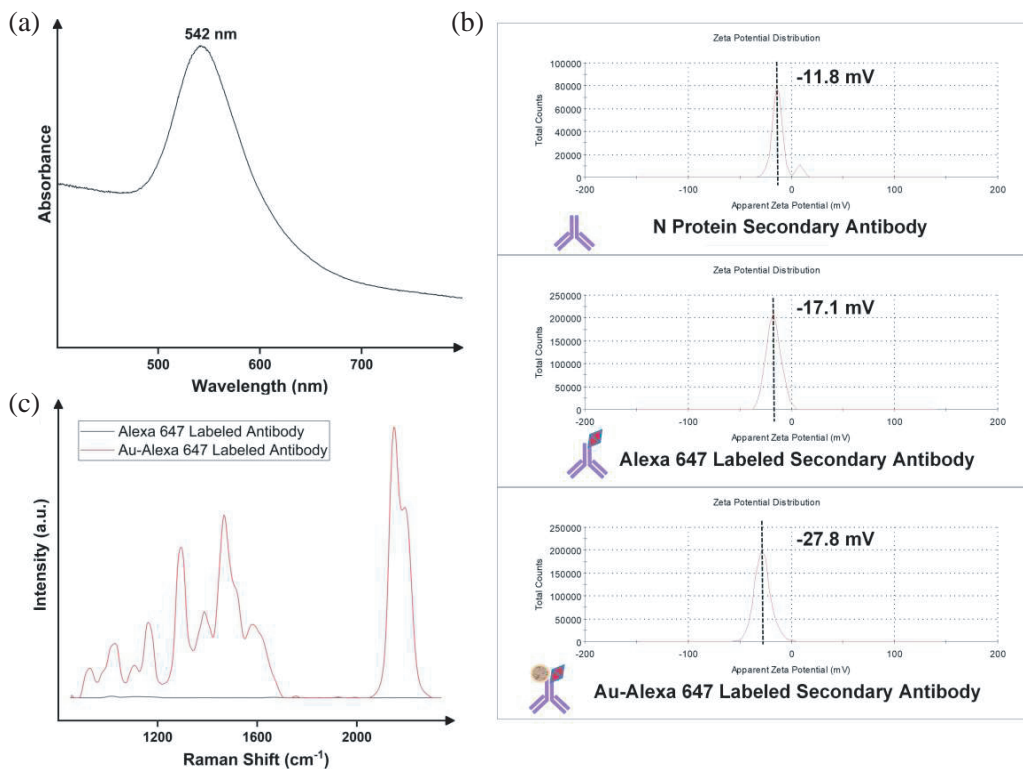 (a)
542 nm
Absorbance
500
600
700
Wavelength (nm)
(b)
Zeta Potential Distribution
-11.8 mV
Total Counts
100000
80000
60000
40000
20000
0
-200
-100
0
100
200
Apparent Zeta Potential (mV)
N Protein Secondary Antibody
Zeta Potential Distribution
-17.1 mV
Total Counts
250000
200000
150000
100000
50000
0
-200
-100
0
100
200
Apparent Zeta Potential (mV)
Alexa 647 Labeled Secondary Antibody
Zeta Potential Distribution
-27.8 mV
Total Counts
250000
200000
150000
100000
50000
0
-200
-100
0
100
200
Apparent Zeta Potential (mV)
Au-Alexa 647 Labeled Secondary Antibody
(c)
Alexa 647 Labeled Antibody
Au-Alexa 647 Labeled Antibody
Intensity (a.u.)
1200
1600
2000
Raman Shift (cm⁻¹)